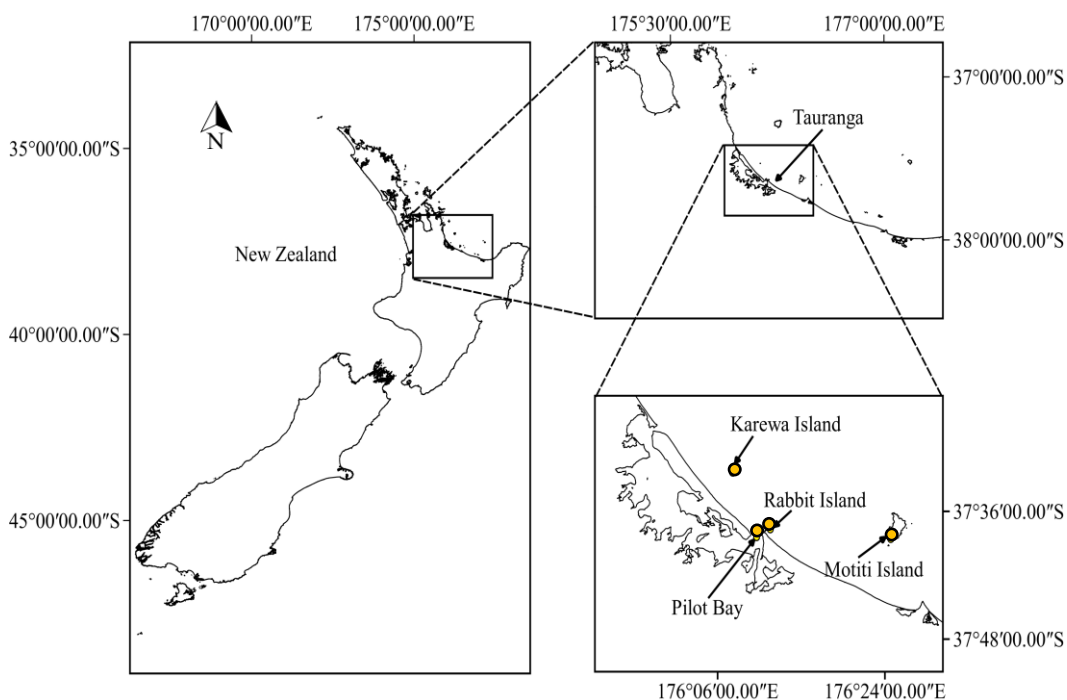 170°00′00.00″E
175°00′00.00″E
35°00′00.00″S
40°00′00.00″S
45°00′00.00″S
N
New Zealand
175°30′00.00″E
177°00′00.00″E
37°00′00.00″S
38°00′00.00″S
Tauranga
Karewa Island
Rabbit Island
Motiti Island
Pilot Bay
37°36′00.00″S
37°48′00.00″S
176°06′00.00″E
176°24′00.00″E